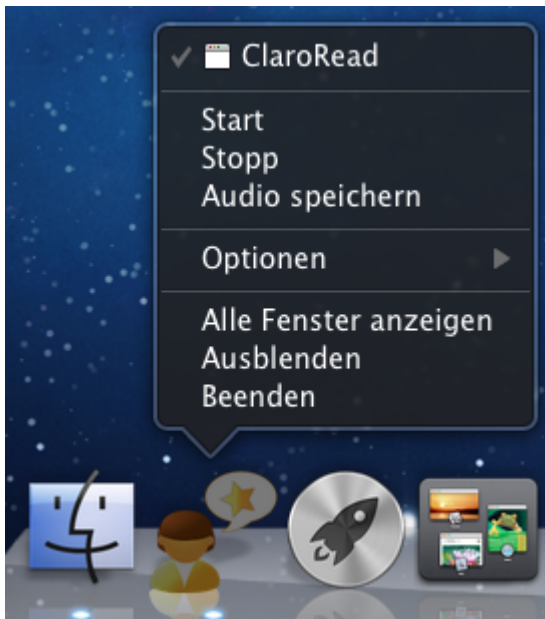 ClaroRead
Start
Stopp
Audio speichern
Optionen
Alle Fenster anzeigen
Ausblenden
Beenden